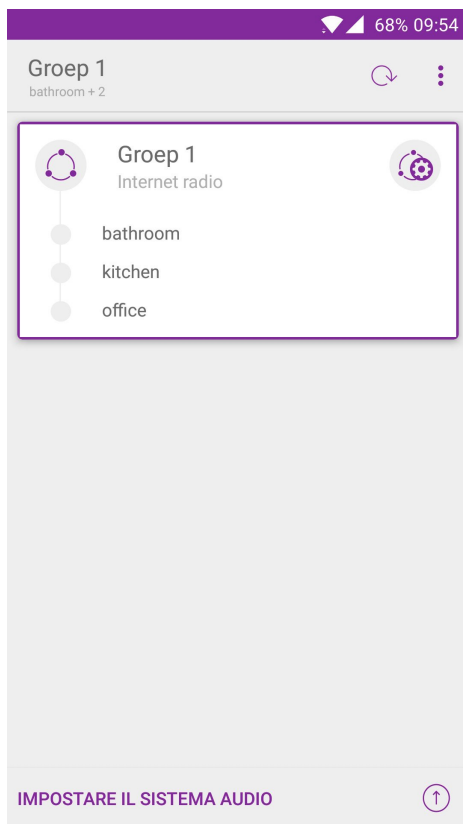 68% 09:54
Groep 1
bathroom + 2
Groep 1
Internet radio
bathroom
kitchen
office
IMPOSTARE IL SISTEMA AUDIO